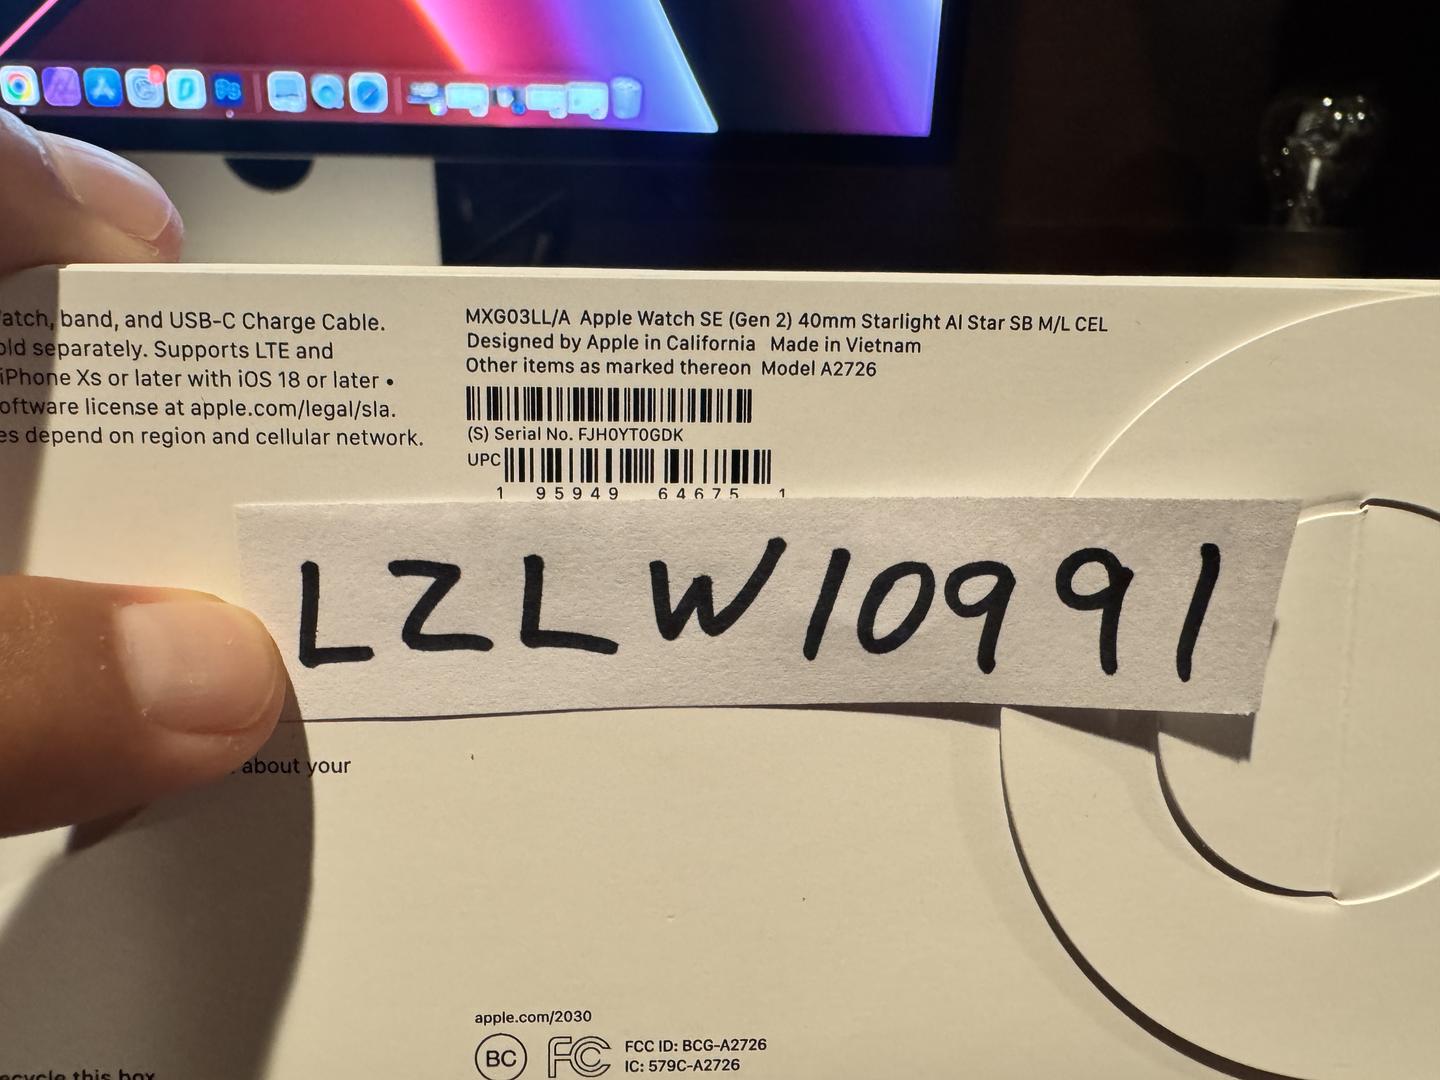 atch, band, and USB-C Charge Cable.
old separately. Supports LTE and
iPhone Xs or later with iOS 18 or later •
oftware license at apple.com/legal/sla.
es depend on region and cellular network.
MXG03LL/A Apple Watch SE (Gen 2) 40mm Starlight Al Star SB M/L CEL
Designed by Apple in California Made in Vietnam
Other items as marked thereon Model A2726
(S) Serial No. FJH0YT0GDK
UPC
1 95949 64675 1
LZLW10991
about your
apple.com/2030
BC FC FCC ID: BCG-A2726
IC: 579C-A2726
ecycle this box